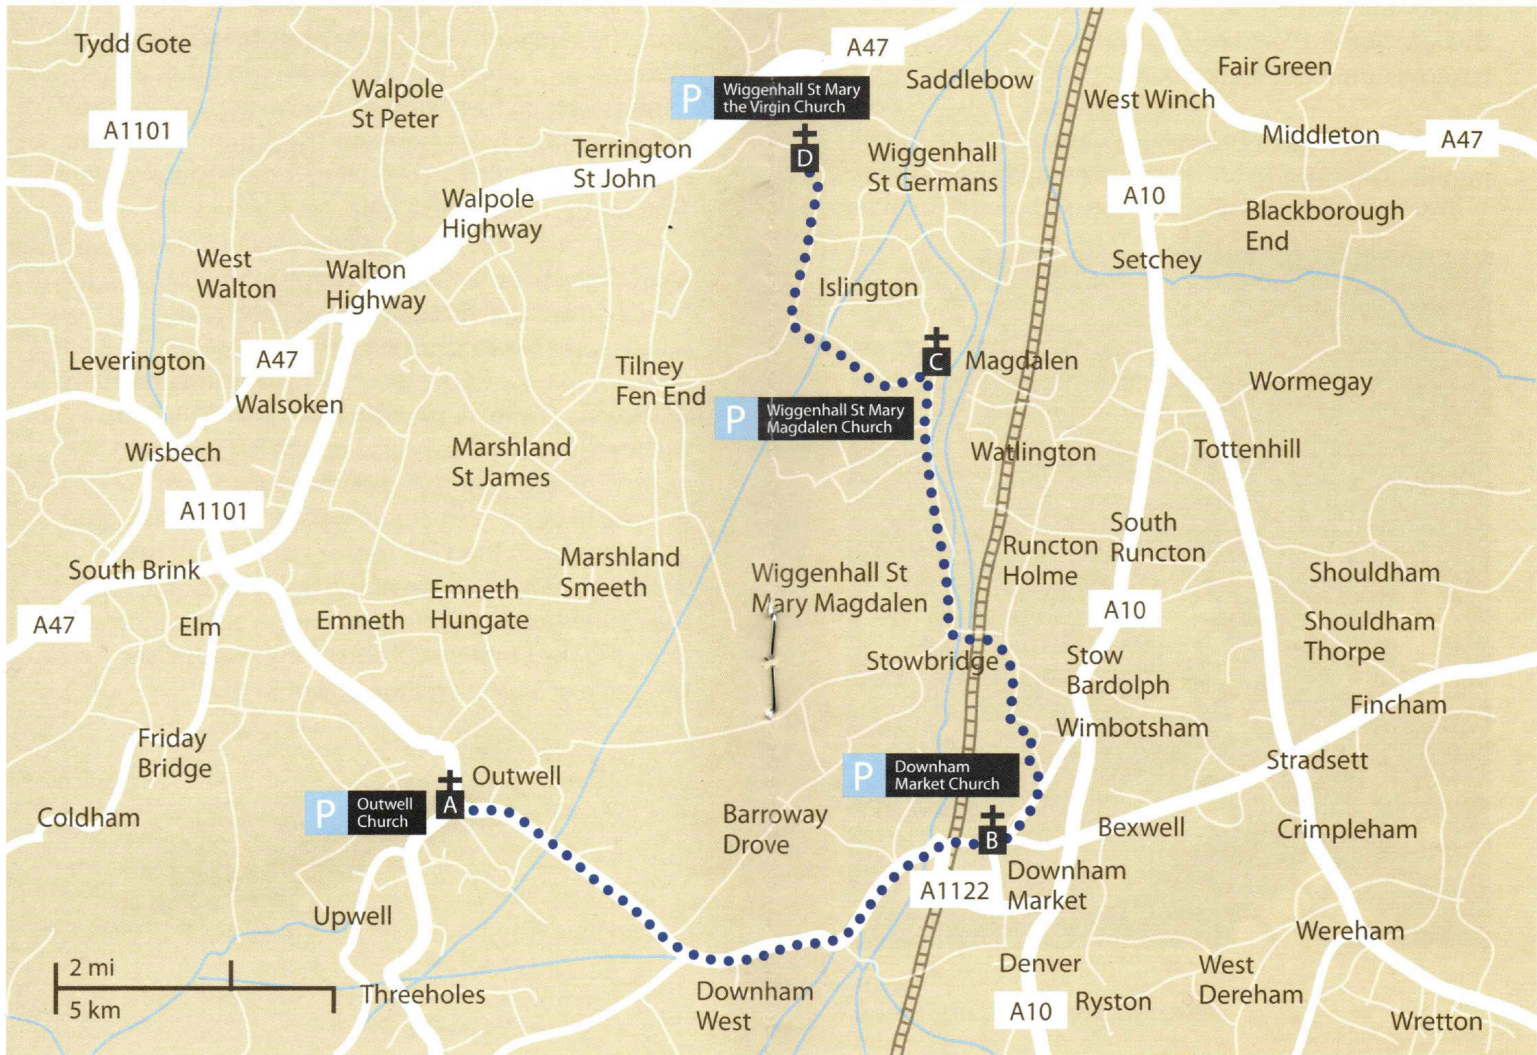 Tydd Gote
A47
Saddlebow
Fair Green
Walpole
St Peter
P
Wiggenhall St Mary
the Virgin Church
West Winch
A1101
Middleton
A47
Terrington
St John
D
Wiggenhall
St Germans
Walpole
Highway
A10
Blackborough
End
West
Walton
Walton
Highway
Setchey
Islington
Leverington
A47
Tilney
Fen End
C
Magdalen
Wormegay
Walsoken
P
Wiggenhall St Mary
Magdalen Church
Wisbech
Marshland
St James
Watlington
Tottenhill
A1101
South
Runcton
Runcton
Holme
South Brink
Marshland
Smeeth
Wiggenhall St
Mary Magdalen
Shouldham
Emneth
Hungate
A47
Elm
Emneth
A10
Shouldham
Thorpe
Stowbridge
Stow
Bardolph
Fincham
Friday
Bridge
Wimbotsham
Stradsett
Outwell
P
Downham
Market Church
A
P
Outwell
Church
Coldham
Barroway
Drove
B
Bexwell
Crimpleham
Downham
Market
A1122
Upwell
Wereham
2 mi
5 km
Threeholes
Downham
West
Denver
West
Dereham
A10
Ryston
Wretton